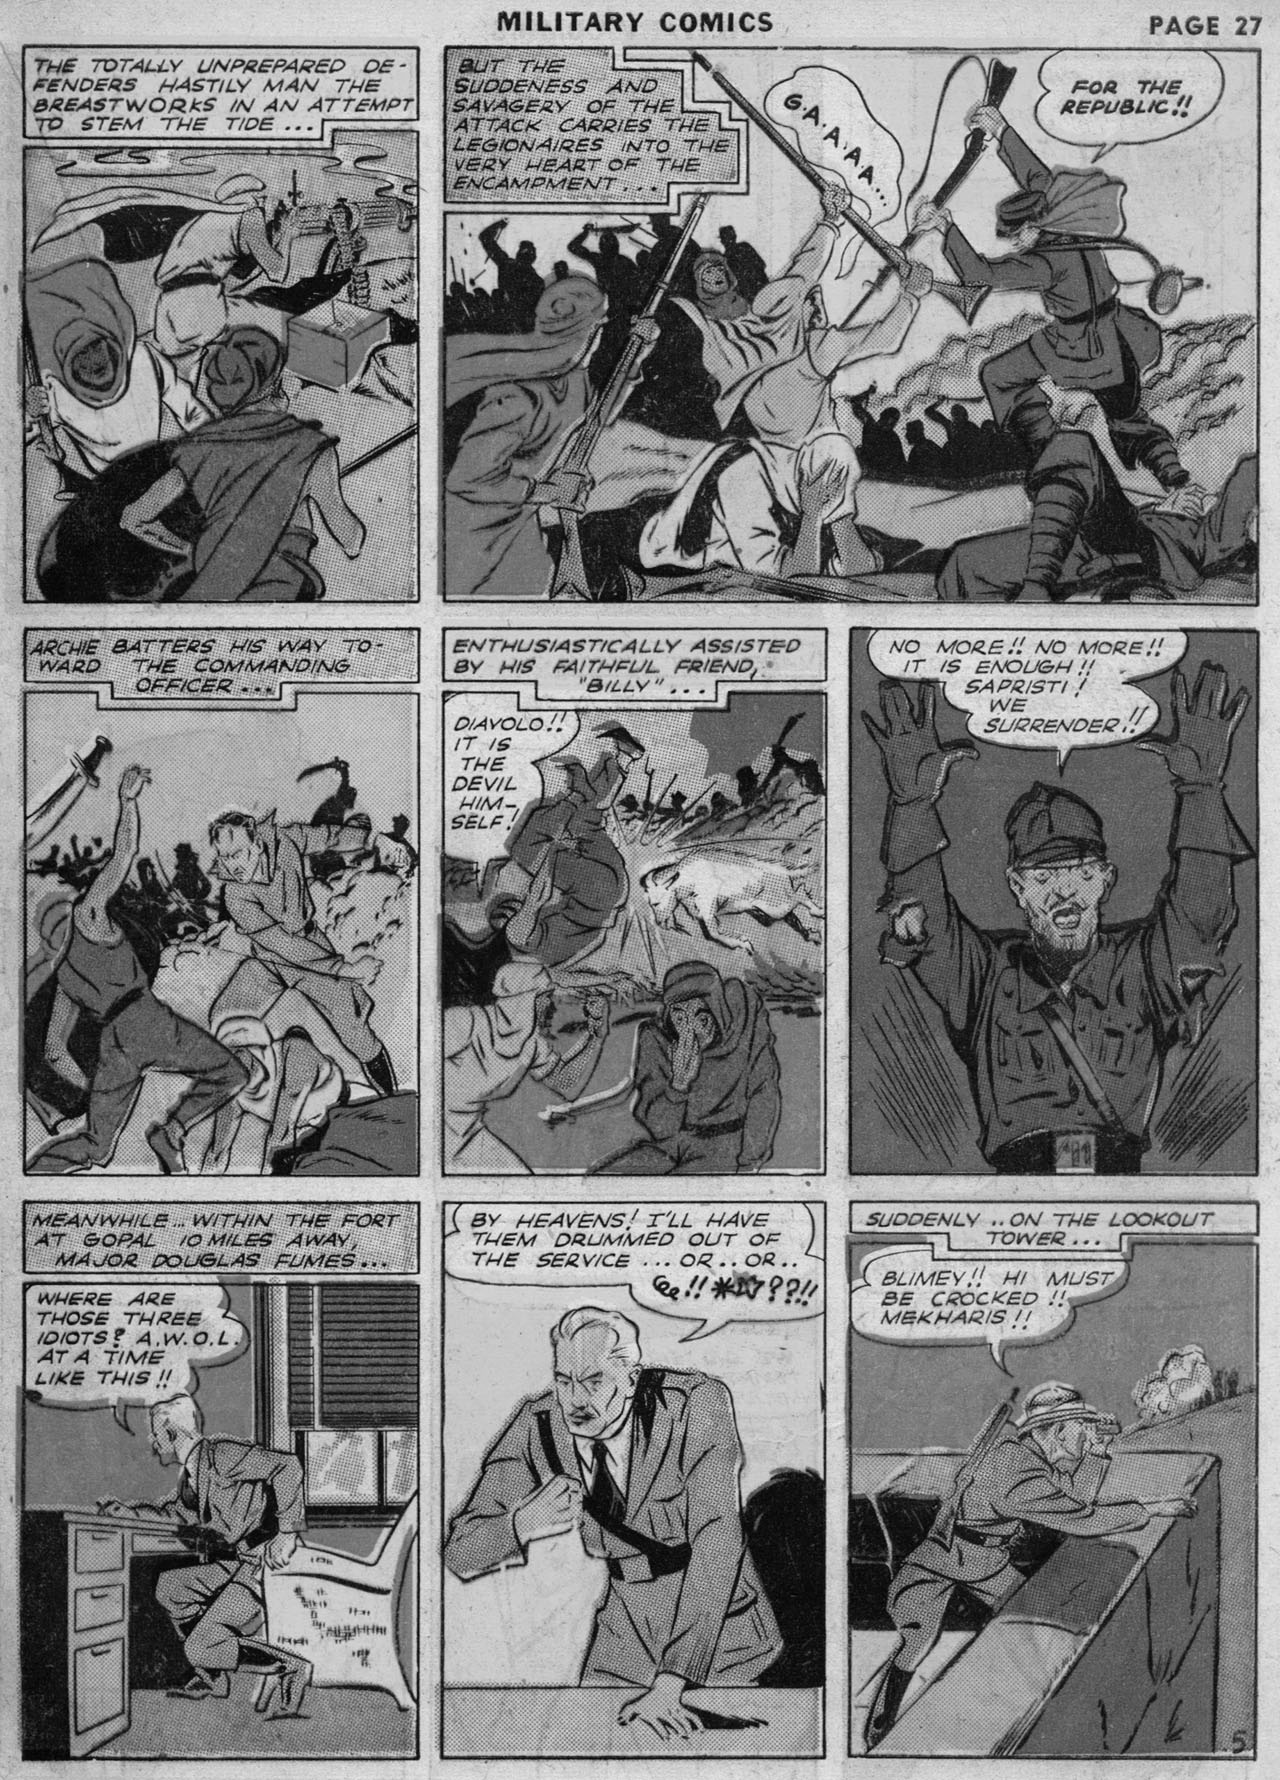 MILITARY COMICS
PAGE 27
THE TOTALLY UNPREPARED DE-
FENDERS HASTILY MAN THE
BREASTWORKS IN AN ATTEMPT
TO STEM THE TIDE...
BUT THE
SUDDENESS AND
SAVAGERY OF THE
ATTACK CARRIES THE
LEGIONAIRES INTO THE
VERY HEART OF THE
ENCAMPMENT...
G.A.A.A.A...
FOR THE
REPUBLIC!!
ARCHIE BATTERS HIS WAY TO-
WARD THE COMMANDING
OFFICER...
ENTHUSIASTICALLY ASSISTED
BY HIS FAITHFUL FRIEND,
"BILLY"...
DIAVOLO!!
IT IS
THE
DEVIL
HIM-
SELF!
NO MORE!! NO MORE!!
IT IS ENOUGH!!
SAPRISTI!
WE
SURRENDER!!
MEANWHILE...WITHIN THE FORT
AT GOPAL 10 MILES AWAY,
MAJOR DOUGLAS FUMES...
WHERE ARE
THOSE THREE
IDIOTS? A.W.O.L.
AT A TIME
LIKE THIS!!
BY HEAVENS! I'LL HAVE
THEM DRUMMED OUT OF
THE SERVICE...OR..OR..
!!*??!!
SUDDENLY..ON THE LOOKOUT
TOWER...
BLIMEY!! HI MUST
BE CROCKED!!
MEKHARIS!!
5